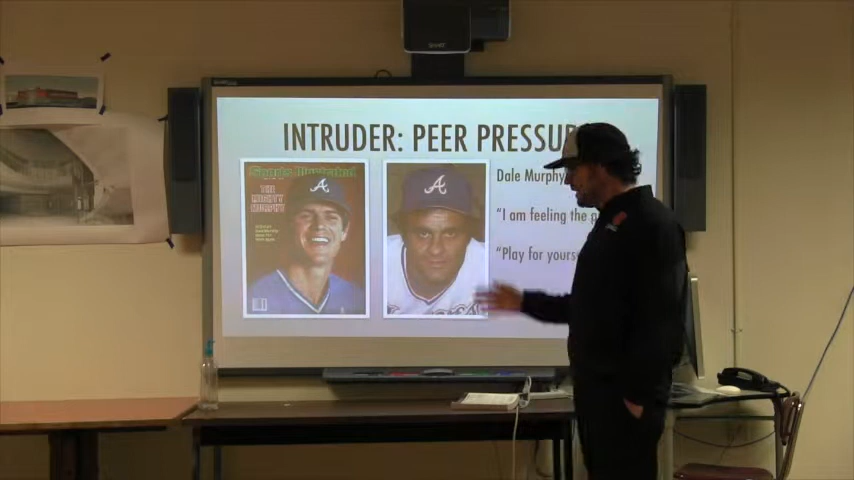 INTRUDER: PEER PRESSU
Sports Illustrated
THE
MIGHTY
MURPHY
A
A
Dale Murphy
"I am feeling the p
"Play for yours